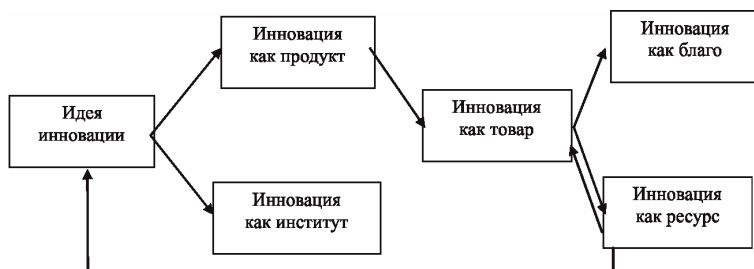 Инновация
как продукт
Инновация
как благо
Идея
инновации
Инновация
как товар
Инновация
как институт
Инновация
как ресурс